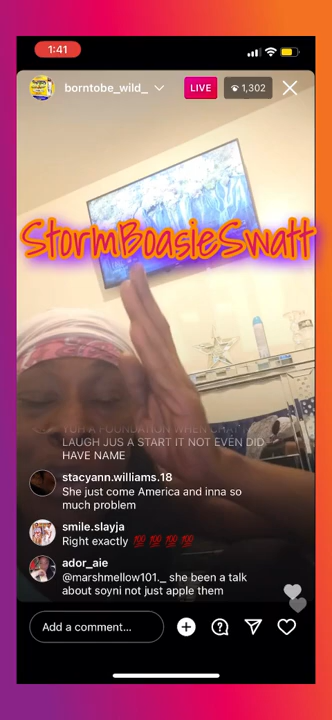 1:41
borntobe_wild_
LIVE
1,302
StormBoasieSwatt
YUH A FOUNDATION WHEN
LAUGH JUS A START IT NOT EVEN DID
HAVE NAME
stacyann.williams.18
She just come America and inna so
much problem
smile.slayja
Right exactly 💯💯💯💯
ador_aie
@marshmellow101._ she been a talk
about soyni not just apple them
Add a comment...